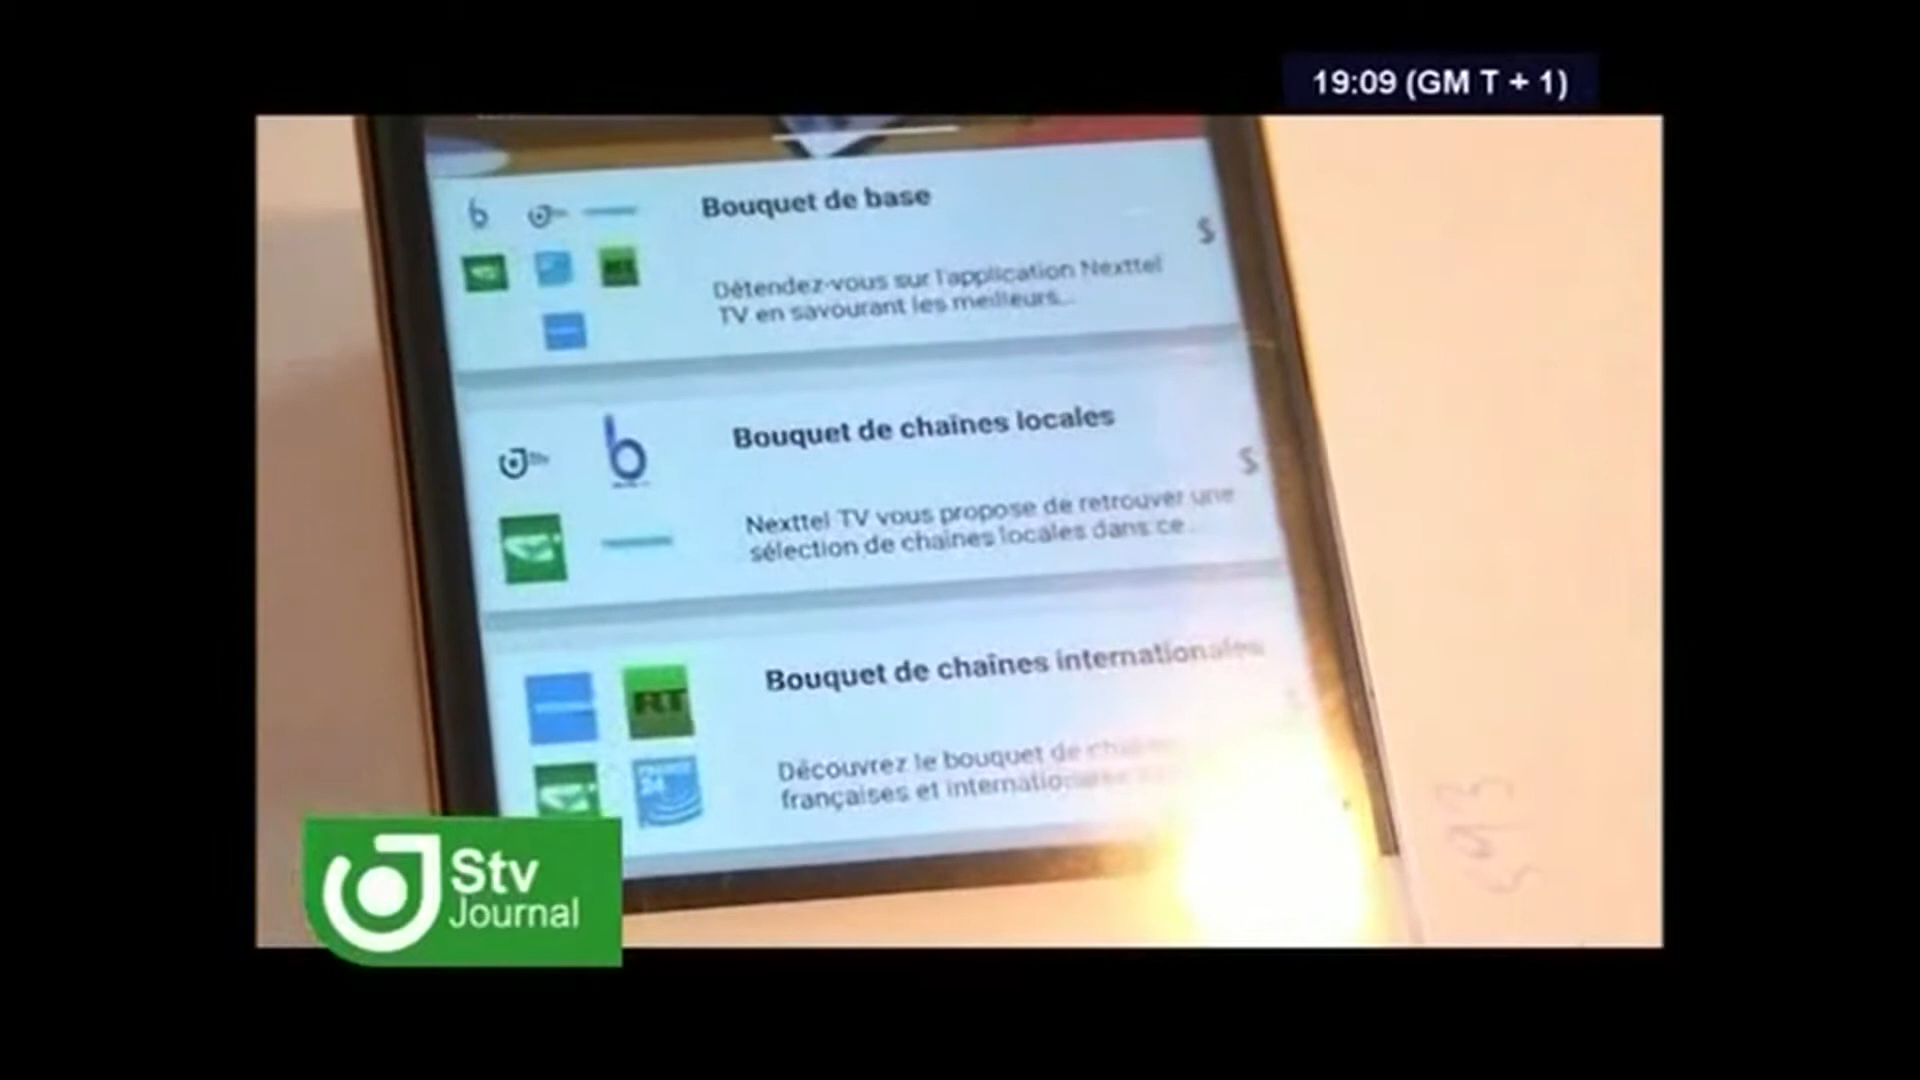 19:09 (GM T + 1)
Bouquet de base
$
Détendez-vous sur l'application Nexttel
TV en savourant les meilleurs...
Bouquet de chaînes locales
$
Nexttel TV vous propose de retrouver une
sélection de chaînes locales dans ce...
Bouquet de chaînes internationales
RT
Découvrez le bouquet de
françaises et
24
Stv
Journal